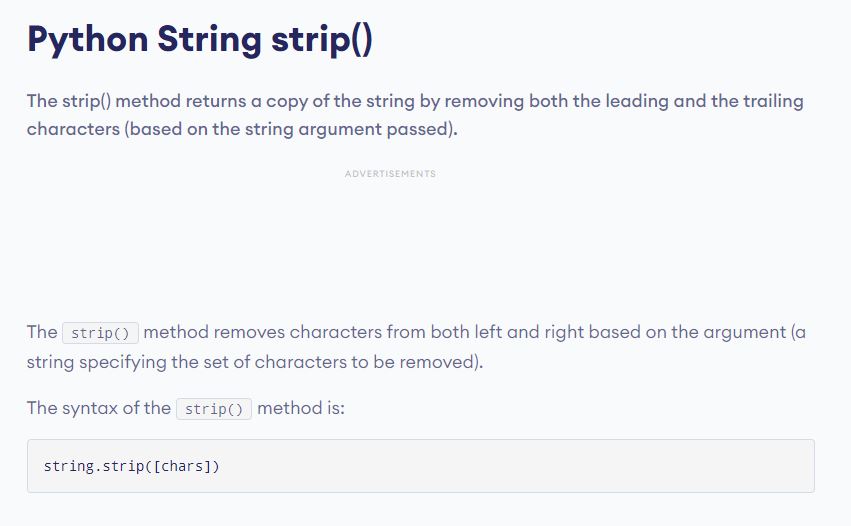 Python String strip()
The strip() method returns a copy of the string by removing both the leading and the trailing
characters (based on the string argument passed).
ADVERTISEMENTS
The strip() method removes characters from both left and right based on the argument (a
string specifying the set of characters to be removed).
The syntax of the strip() method is:
string.strip([chars])